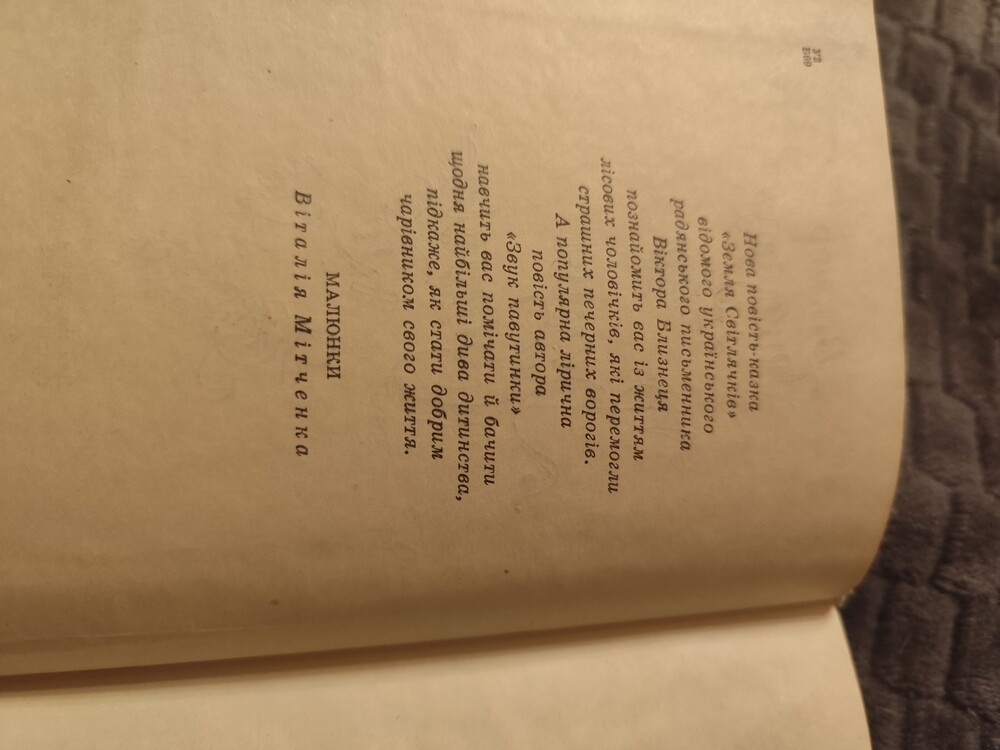 У2
Б69
Нова повість-казка
«Земля Світлячків»
відомого українського
радянського письменника
Віктора Близнеця
познайомить вас із життям
лісових чоловічків, які перемогли
страшних печерних ворогів.
А популярна лірична
повість автора
«Звук павутинки»
навчить вас помічати й бачити
щодня найбільші дива дитинства,
підкаже, як стати добрим
чарівником свого життя.
МАЛЮНКИ
Віталія Мітченка